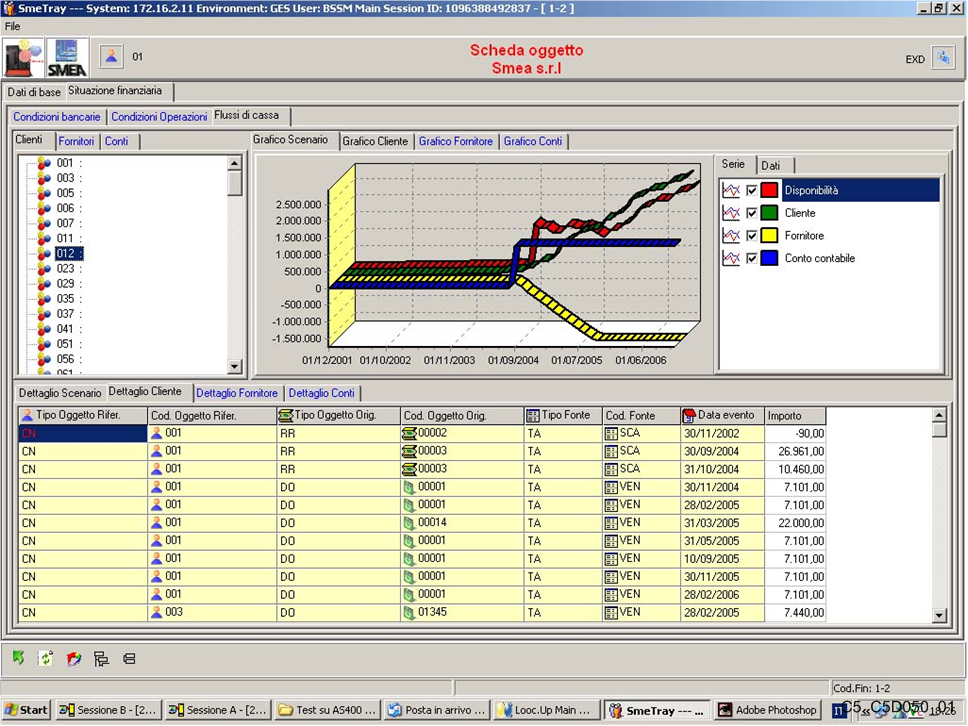 SmeTray --- System: 172.16.2.11 Environment: GES User: BSSM Main Session ID: 1096388492837 - [ 1-2 ]
File
SMEA
01
Scheda oggetto
Smea s.r.l
EXD
Dati di base Situazione finanziaria
Condizioni bancarie Condizioni Operazioni Flussi di cassa
Clienti Fornitori Conti
001 :
003 :
005 :
006 :
007 :
011 :
012 :
023 :
029 :
035 :
037 :
041 :
051 :
056 :
061 :
Grafico Scenario Grafico Cliente Grafico Fornitore Grafico Conti
2.500.000
2.000.000
1.500.000
1.000.000
500.000
0
-500.000
-1.000.000
-1.500.000
01/12/2001 01/10/2002 01/11/2003 01/09/2004 01/07/2005 01/06/2006
Serie Dati
Disponibilità
Cliente
Fornitore
Conto contabile
Dettaglio Scenario Dettaglio Cliente Dettaglio Fornitore Dettaglio Conti
Tipo Oggetto Rifer. Cod. Oggetto Rifer. Tipo Oggetto Orig. Cod. Oggetto Orig. Tipo Fonte Cod. Fonte Data evento Importo
CN 001 RR 00002 TA SCA 30/11/2002 -90,00
CN 001 RR 00003 TA SCA 30/09/2004 26.961,00
CN 001 RR 00003 TA SCA 31/10/2004 10.460,00
CN 001 DO 00001 TA VEN 30/11/2004 7.101,00
CN 001 DO 00001 TA VEN 28/02/2005 7.101,00
CN 001 DO 00014 TA VEN 31/03/2005 22.000,00
CN 001 DO 00001 TA VEN 31/05/2005 7.101,00
CN 001 DO 00001 TA VEN 10/09/2005 7.101,00
CN 001 DO 00001 TA VEN 30/11/2005 7.101,00
CN 001 DO 00001 TA VEN 28/02/2006 7.101,00
CN 003 DO 01345 TA VEN 28/02/2005 7.440,00
Cod.Fin: 1-2
Start Session B - [2... Session A - [2... Test su AS400 ... Posta in arrivo ... Looc.Up Main ... SmeTray --- ... Adobe Photoshop IT « 18:26
C5_C5D050_01